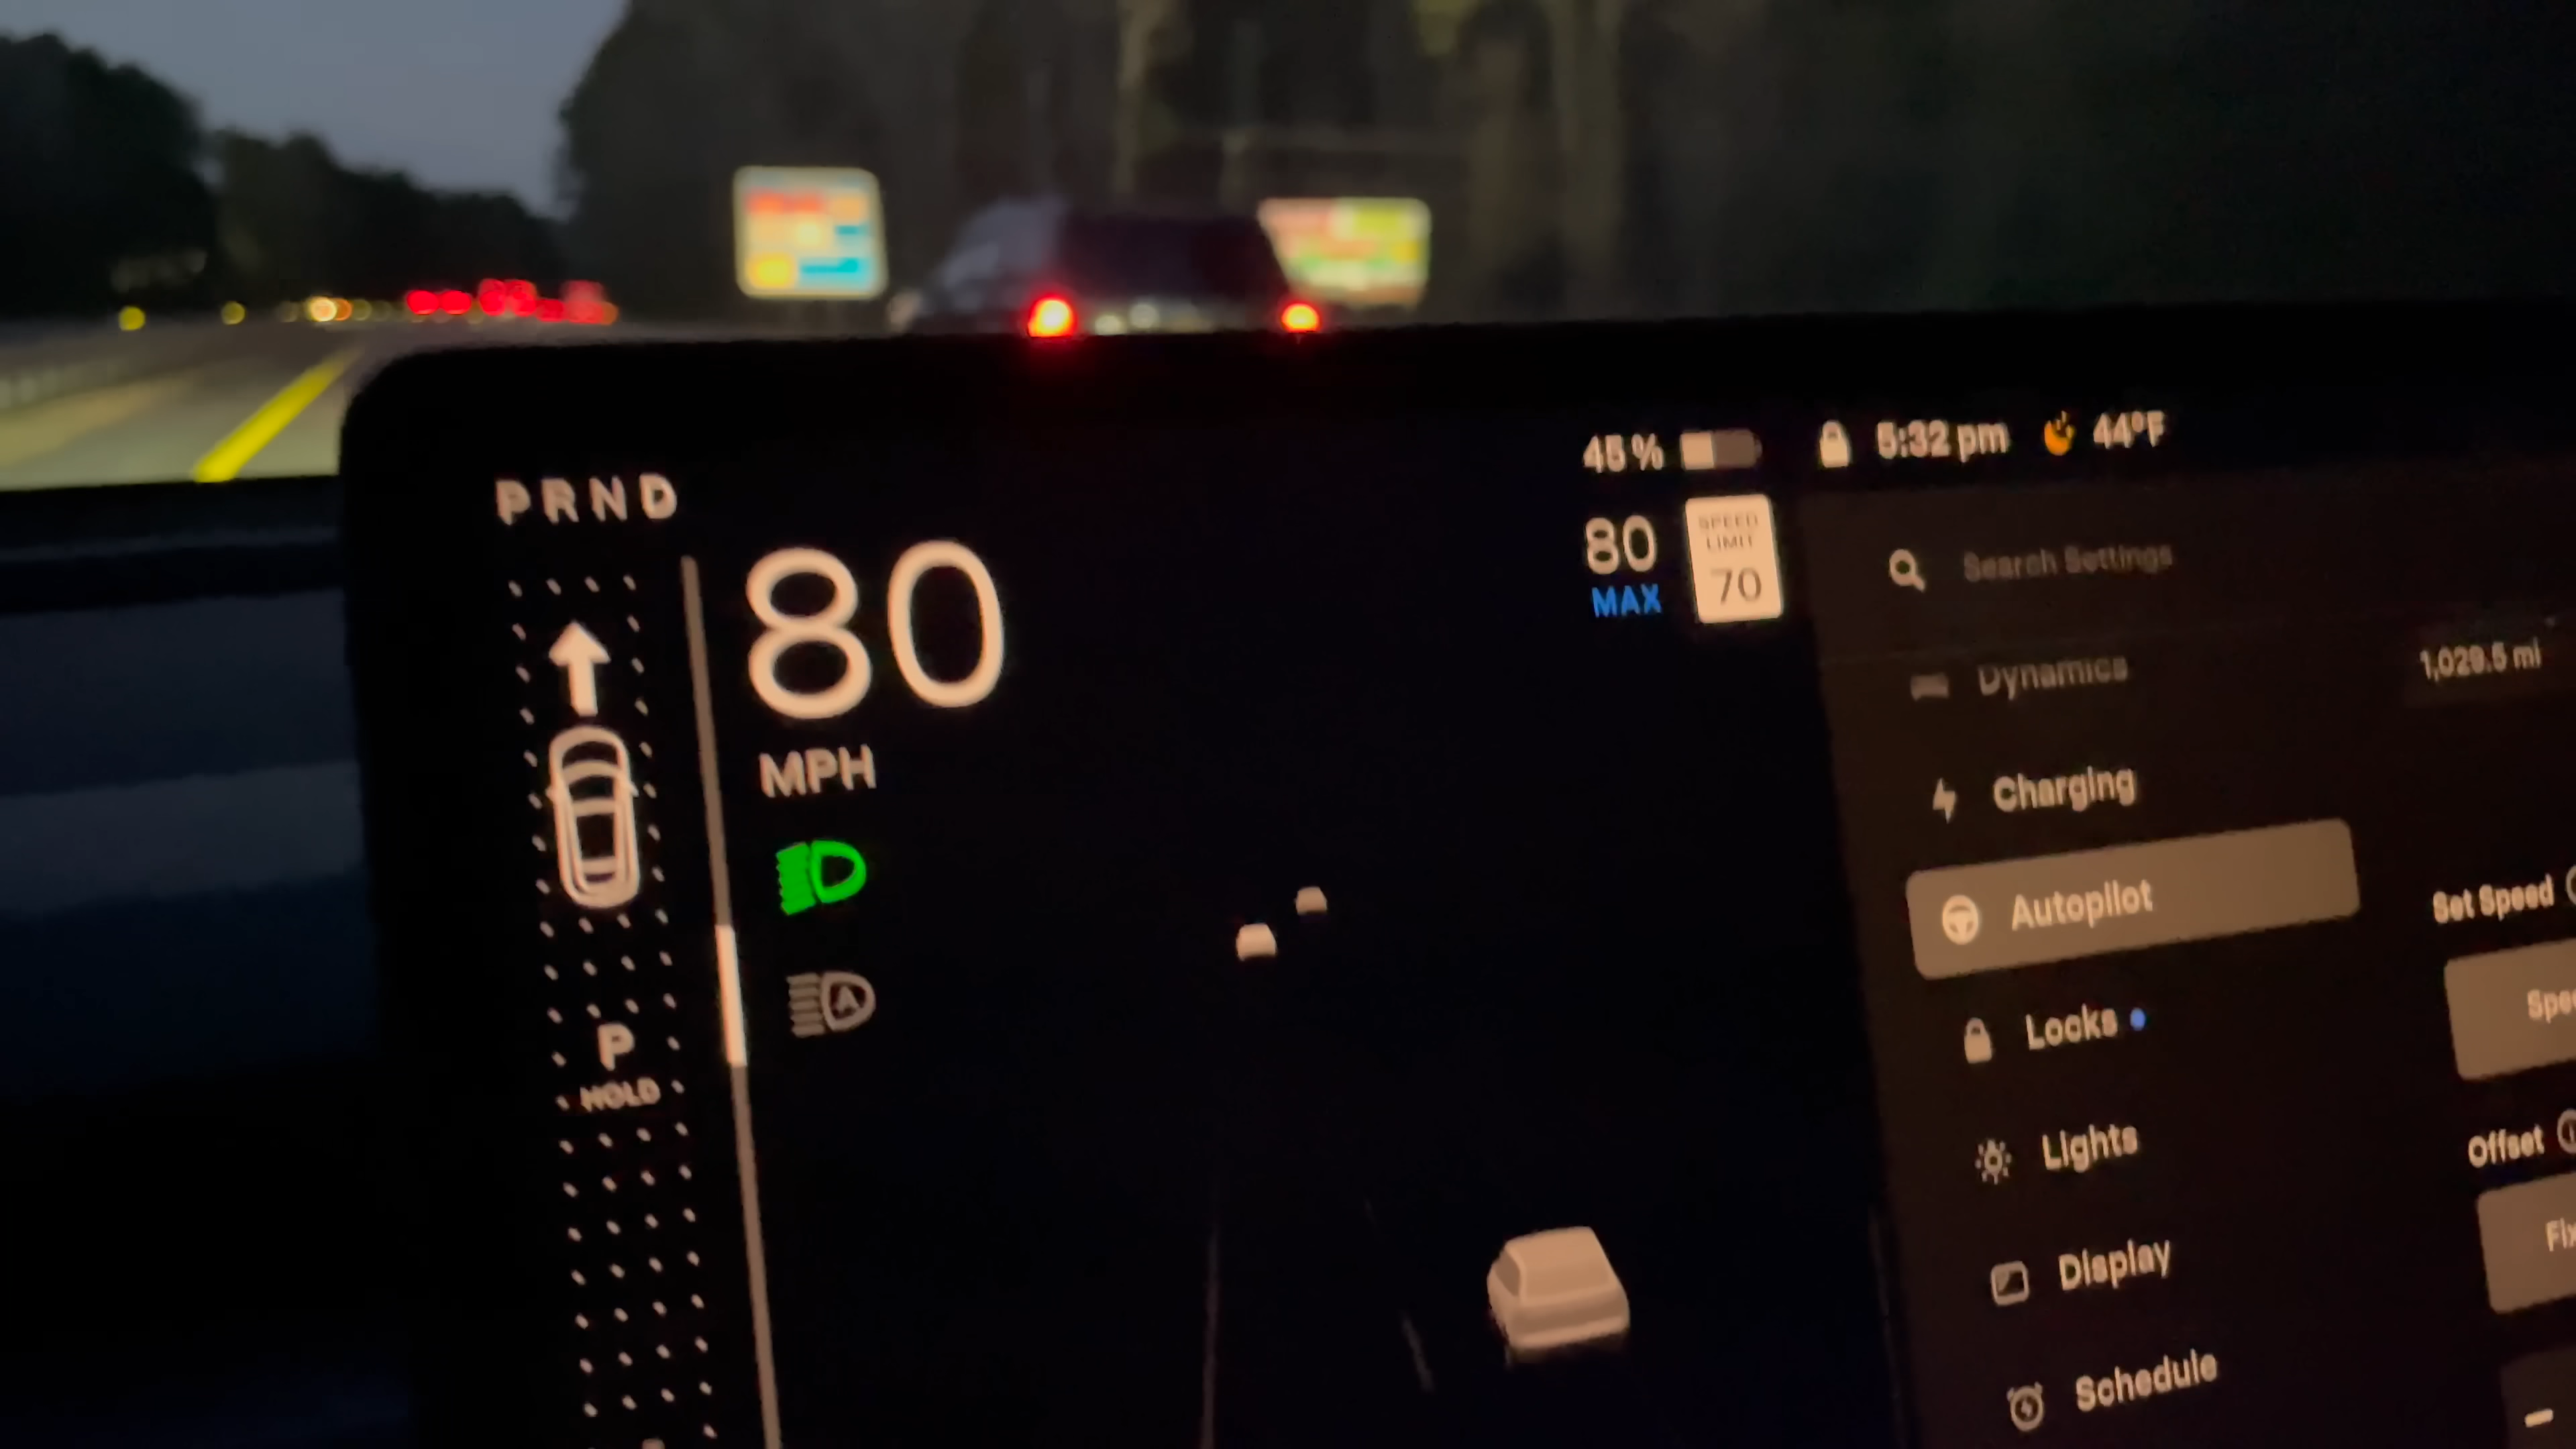 45% 5:32 pm 44°F
PRND
80
MPH
80
MAX
SPEED
LIMIT
70
P
HOLD
Search Settings
Dynamics
1,029.5 mi
Charging
Autopilot
Set Speed
Locks
Lights
Offset
Display
Schedule